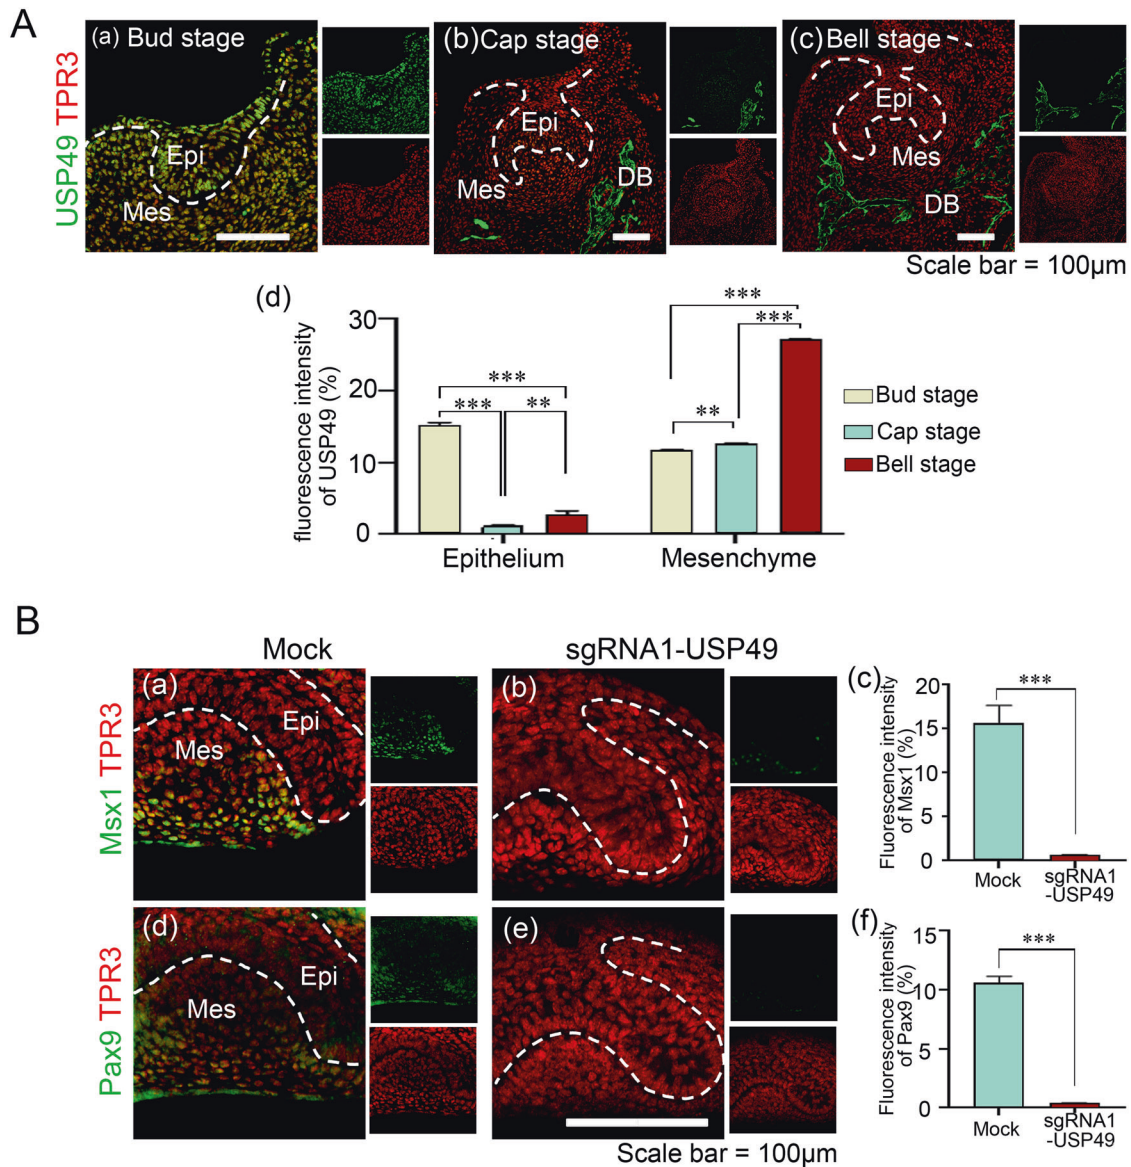 A
USP49 TPR3
(a) Bud stage
Epi
Mes
(b) Cap stage
Epi
Mes
DB
(c) Bell stage
Epi
Mes
DB
Scale bar = 100μm
(d)
fluorescence intensity
of USP49 (%)
30
20
10
0
***
***
**
***
***
**
Epithelium
Mesenchyme
Bud stage
Cap stage
Bell stage
B
Mock
sgRNA1-USP49
Msx1 TPR3
(a)
Epi
Mes
(b)
(c)
Fluorescence intensity
of Msx1 (%)
20
15
10
5
0
***
Mock
sgRNA1
-USP49
Pax9 TPR3
(d)
Epi
Mes
(e)
(f)
Fluorescence intensity
of Pax9 (%)
15
10
5
0
***
Mock
sgRNA1
-USP49
Scale bar = 100μm